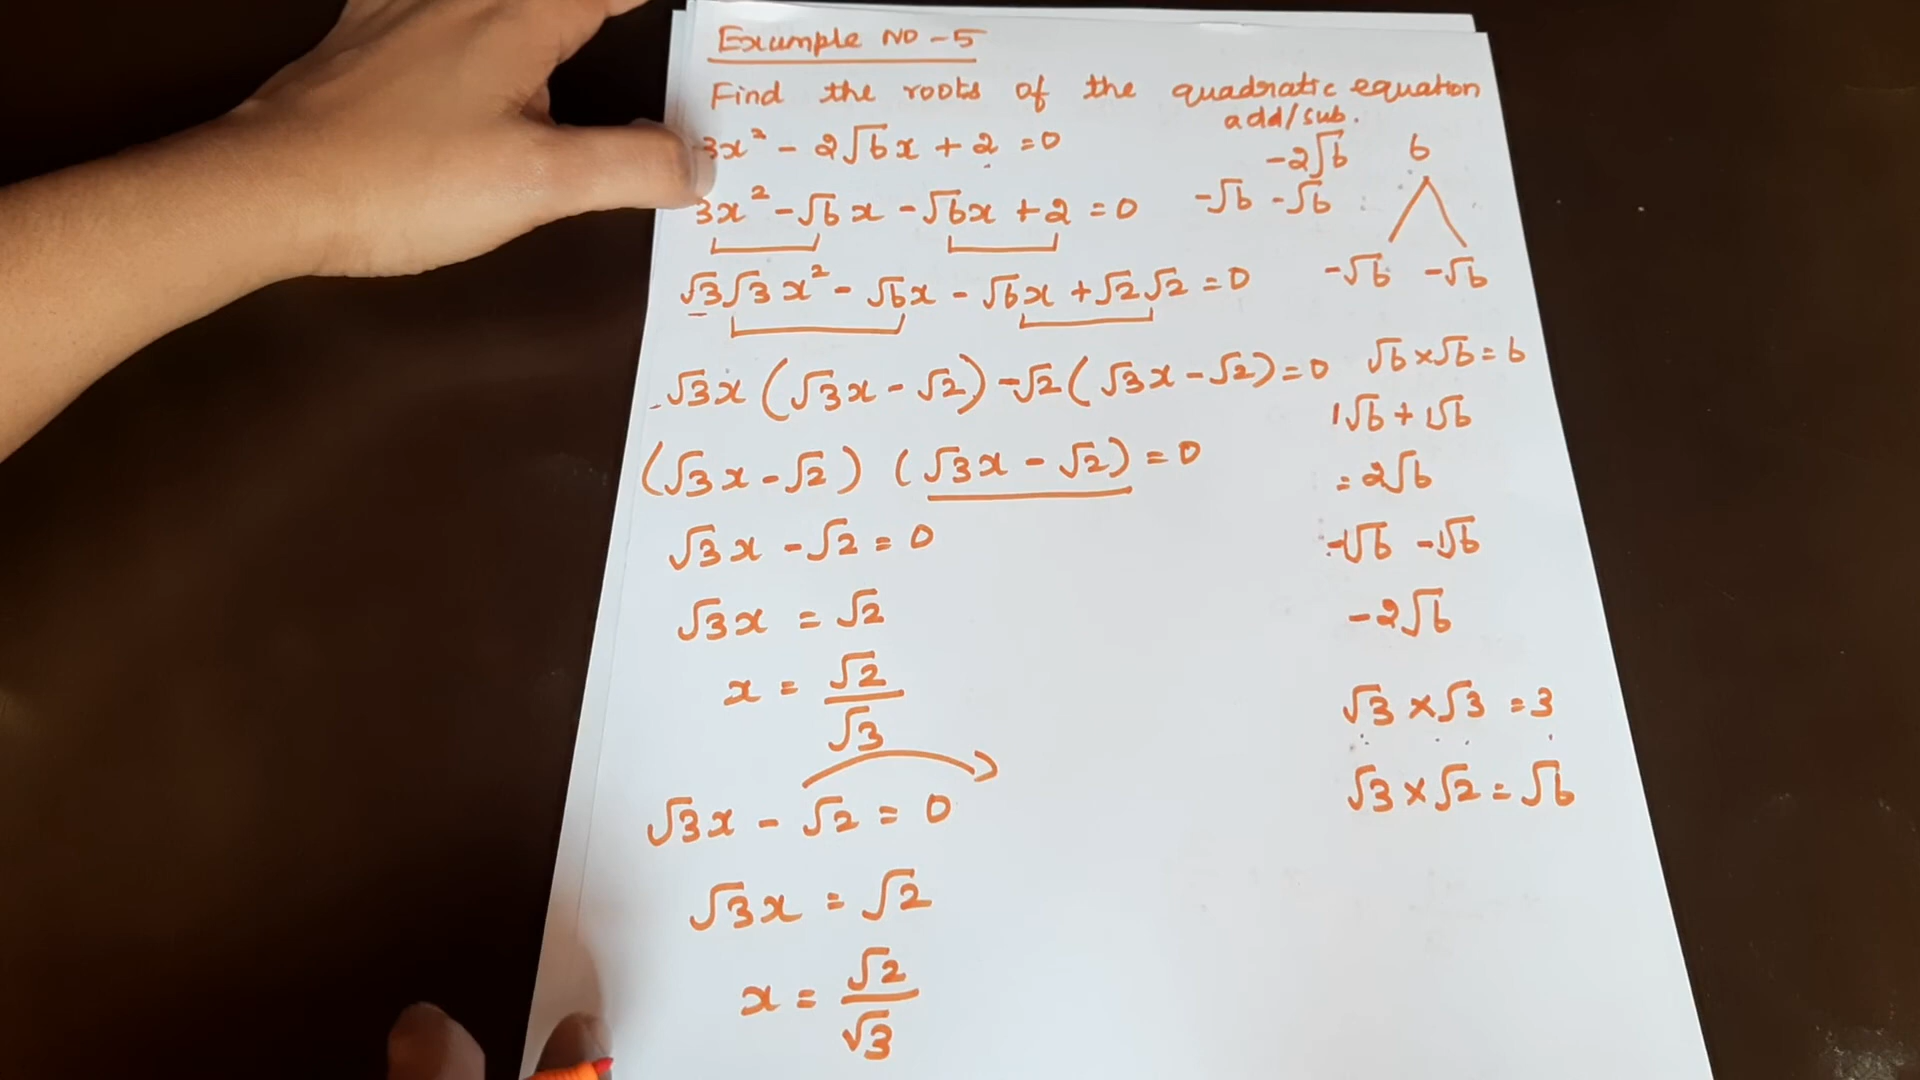 Example NO - 5
Find the roots of the quadratic equation
3x² - 2√6x + 2 = 0
3x² - √6x - √6x + 2 = 0
√3√3x² - √6x - √6x + √2√2 = 0
√3x (√3x - √2) - √2 (√3x - √2) = 0
(√3x - √2) (√3x - √2) = 0
√3x - √2 = 0
√3x = √2
x = √2/√3
√3x - √2 = 0
√3x = √2
x = √2/√3
add/sub.
-2√6 6
-√6 -√6
-√6 -√6
√6 × √6 = 6
1√6 + 1√6
= 2√6
-1√6 -1√6
-2√6
√3 × √3 = 3
√3 × √2 = √6